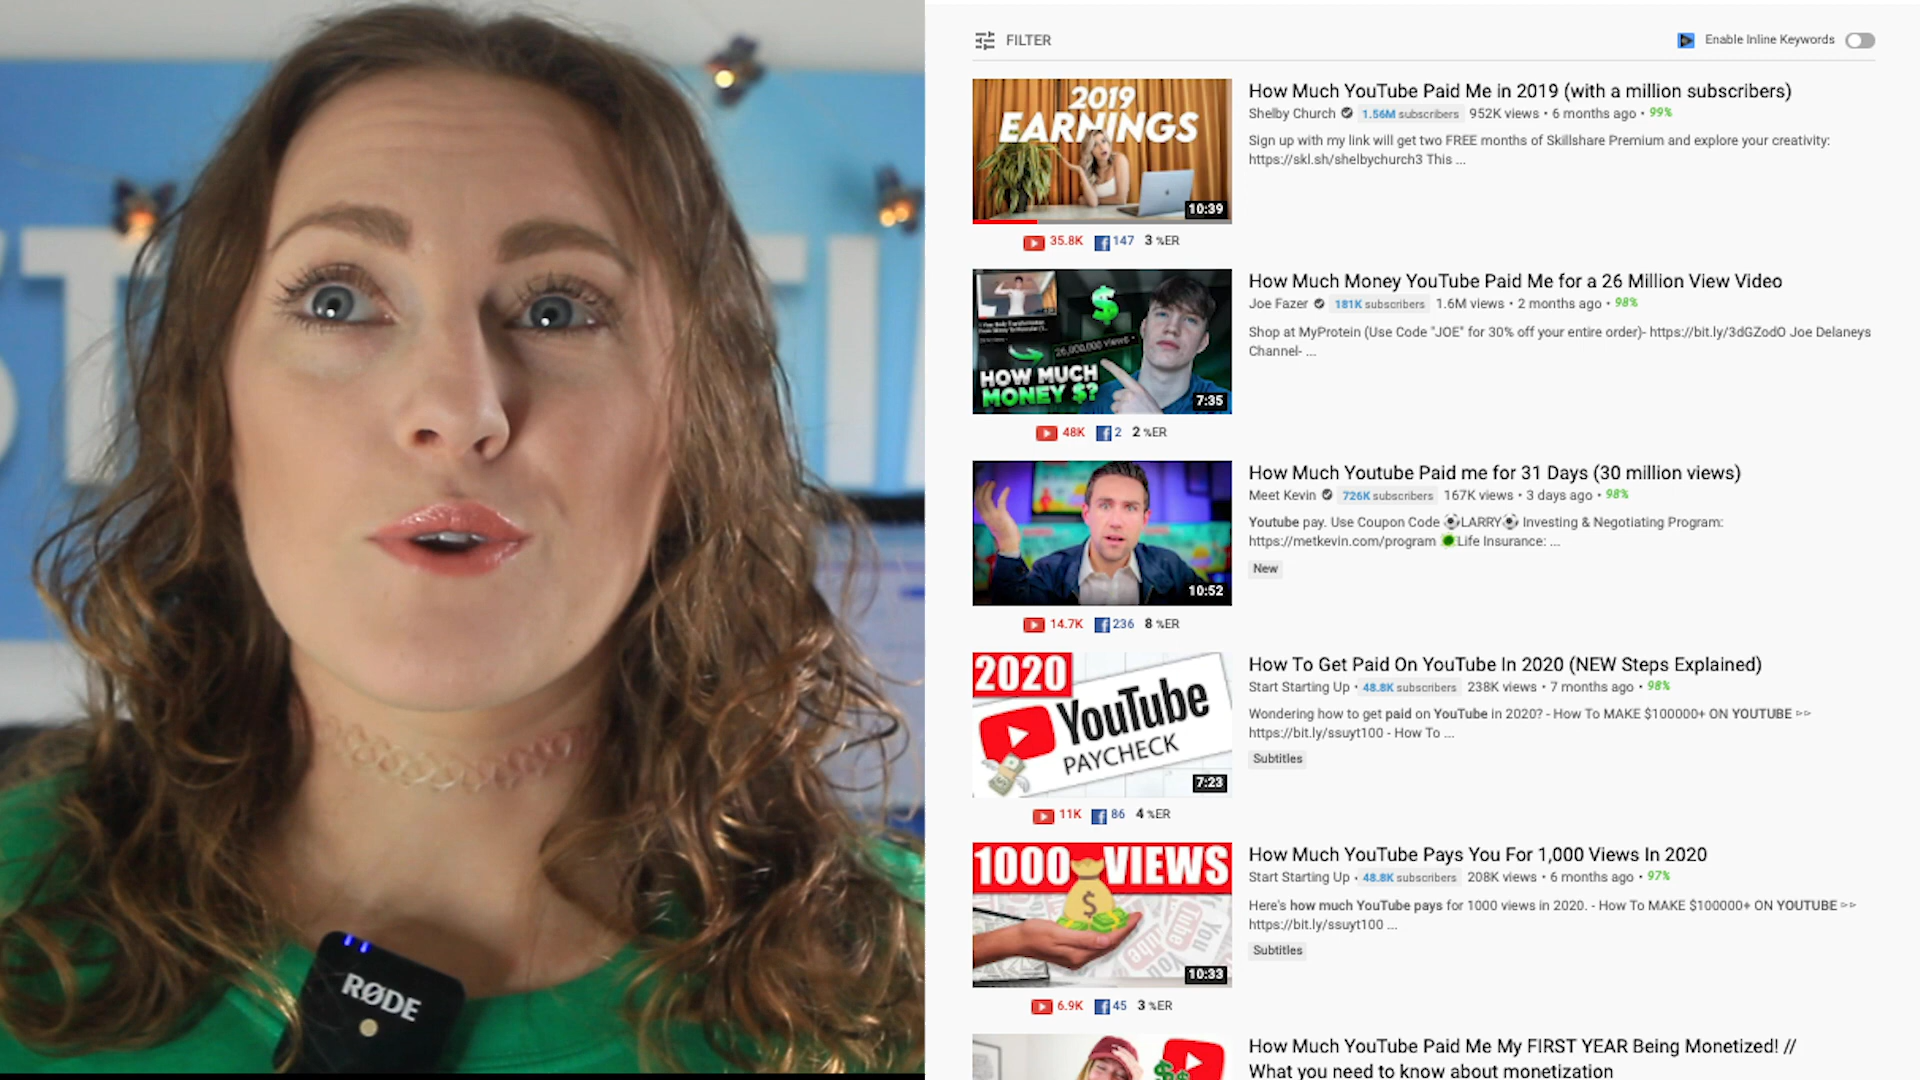 STI
RØDE
FILTER
Enable Inline Keywords
2019
EARNINGS
10:39
35.8K 147 3 %ER
How Much YouTube Paid Me in 2019 (with a million subscribers)
Shelby Church 1.56M subscribers 952K views • 6 months ago • 99%
Sign up with my link will get two FREE months of Skillshare Premium and explore your creativity:
https://skl.sh/shelbychurch3 This ...
26,000,000 views
HOW MUCH
MONEY $?
7:35
48K 2 2 %ER
How Much Money YouTube Paid Me for a 26 Million View Video
Joe Fazer 181K subscribers 1.6M views • 2 months ago • 98%
Shop at MyProtein (Use Code "JOE" for 30% off your entire order)- https://bit.ly/3dGZodO Joe Delaneys
Channel- ...
10:52
14.7K 236 8 %ER
How Much Youtube Paid me for 31 Days (30 million views)
Meet Kevin 726K subscribers 167K views • 3 days ago • 98%
Youtube pay. Use Coupon Code ⚽LARRY⚽ Investing & Negotiating Program:
https://metkevin.com/program Life Insurance: ...
New
2020
YouTube
PAYCHECK
7:23
11K 86 4 %ER
How To Get Paid On YouTube In 2020 (NEW Steps Explained)
Start Starting Up • 48.8K subscribers 238K views • 7 months ago • 98%
Wondering how to get paid on YouTube in 2020? - How To MAKE $100000+ ON YOUTUBE ▻▻
https://bit.ly/ssuyt100 - How To ...
Subtitles
1000 VIEWS
$
10:33
6.9K 45 3 %ER
How Much YouTube Pays You For 1,000 Views In 2020
Start Starting Up • 48.8K subscribers 208K views • 6 months ago • 97%
Here's how much YouTube pays for 1000 views in 2020. - How To MAKE $100000+ ON YOUTUBE ▻▻
https://bit.ly/ssuyt100 ...
Subtitles
$$
How Much YouTube Paid Me My FIRST YEAR Being Monetized! //
What you need to know about monetization